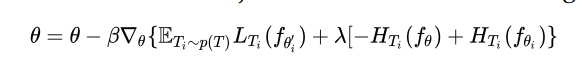 θ = θ − β∇_θ{𝔼_{T_i∼p(T)} L_{T_i}(f_{θ'_i}) + λ[−H_{T_i}(f_θ) + H_{T_i}(f_{θ_i})}